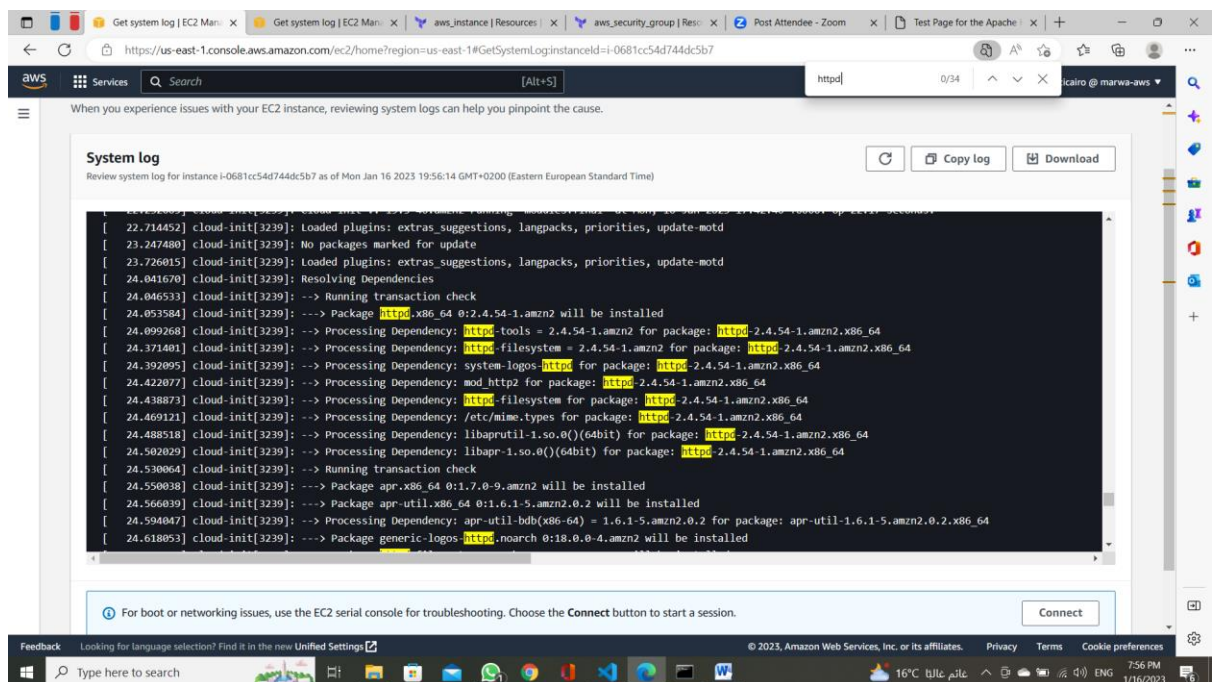 Get system log | EC2 Mana
Get system log | EC2 Mana
aws_instance | Resources |
aws_security_group | Reso
Post Attendee - Zoom
Test Page for the Apache
https://us-east-1.console.aws.amazon.com/ec2/home?region=us-east-1#GetSystemLog:instanceId=i-0681cc54d744dc5b7
httpd
0/34
aws
Services
Search
[Alt+S]
icairo @ marwa-aws
When you experience issues with your EC2 instance, reviewing system logs can help you pinpoint the cause.
System log
Copy log
Download
Review system log for instance i-0681cc54d744dc5b7 as of Mon Jan 16 2023 19:56:14 GMT+0200 (Eastern European Standard Time)
[ 22.714452] cloud-init[3239]: Loaded plugins: extras_suggestions, langpacks, priorities, update-motd
[ 23.247480] cloud-init[3239]: No packages marked for update
[ 23.726015] cloud-init[3239]: Loaded plugins: extras_suggestions, langpacks, priorities, update-motd
[ 24.041670] cloud-init[3239]: Resolving Dependencies
[ 24.046533] cloud-init[3239]: --> Running transaction check
[ 24.053584] cloud-init[3239]: ---> Package httpd.x86_64 0:2.4.54-1.amzn2 will be installed
[ 24.099268] cloud-init[3239]: --> Processing Dependency: httpd-tools = 2.4.54-1.amzn2 for package: httpd-2.4.54-1.amzn2.x86_64
[ 24.371401] cloud-init[3239]: --> Processing Dependency: httpd-filesystem = 2.4.54-1.amzn2 for package: httpd-2.4.54-1.amzn2.x86_64
[ 24.392095] cloud-init[3239]: --> Processing Dependency: system-logos-httpd for package: httpd-2.4.54-1.amzn2.x86_64
[ 24.422077] cloud-init[3239]: --> Processing Dependency: mod_http2 for package: httpd-2.4.54-1.amzn2.x86_64
[ 24.438873] cloud-init[3239]: --> Processing Dependency: httpd-filesystem for package: httpd-2.4.54-1.amzn2.x86_64
[ 24.469121] cloud-init[3239]: --> Processing Dependency: /etc/mime.types for package: httpd-2.4.54-1.amzn2.x86_64
[ 24.488518] cloud-init[3239]: --> Processing Dependency: libaprutil-1.so.0()(64bit) for package: httpd-2.4.54-1.amzn2.x86_64
[ 24.502029] cloud-init[3239]: --> Processing Dependency: libapr-1.so.0()(64bit) for package: httpd-2.4.54-1.amzn2.x86_64
[ 24.530064] cloud-init[3239]: --> Running transaction check
[ 24.550038] cloud-init[3239]: ---> Package apr.x86_64 0:1.7.0-9.amzn2 will be installed
[ 24.566039] cloud-init[3239]: ---> Package apr-util.x86_64 0:1.6.1-5.amzn2.0.2 will be installed
[ 24.594047] cloud-init[3239]: --> Processing Dependency: apr-util-bdb(x86-64) = 1.6.1-5.amzn2.0.2 for package: apr-util-1.6.1-5.amzn2.0.2.x86_64
[ 24.618053] cloud-init[3239]: ---> Package generic-logos-httpd.noarch 0:18.0.0-4.amzn2 will be installed
For boot or networking issues, use the EC2 serial console for troubleshooting. Choose the Connect button to start a session.
Connect
Feedback
Looking for language selection? Find it in the new Unified Settings
© 2023, Amazon Web Services, Inc. or its affiliates.
Privacy
Terms
Cookie preferences
Type here to search
16°C غائم غالبا
ENG
7:56 PM
1/16/2023